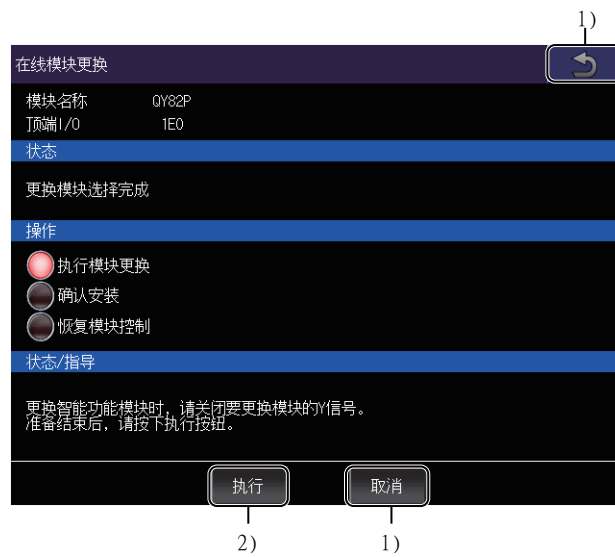 1)
在线模块更换
模块名称 QY82P
顶端I/O 1E0
状态
更换模块选择完成
操作
执行模块更换
确认安装
恢复模块控制
状态/指导
更换智能功能模块时，请关闭要更换模块的Y信号。
准备结束后，请按下执行按钮。
执行 取消
2) 1)